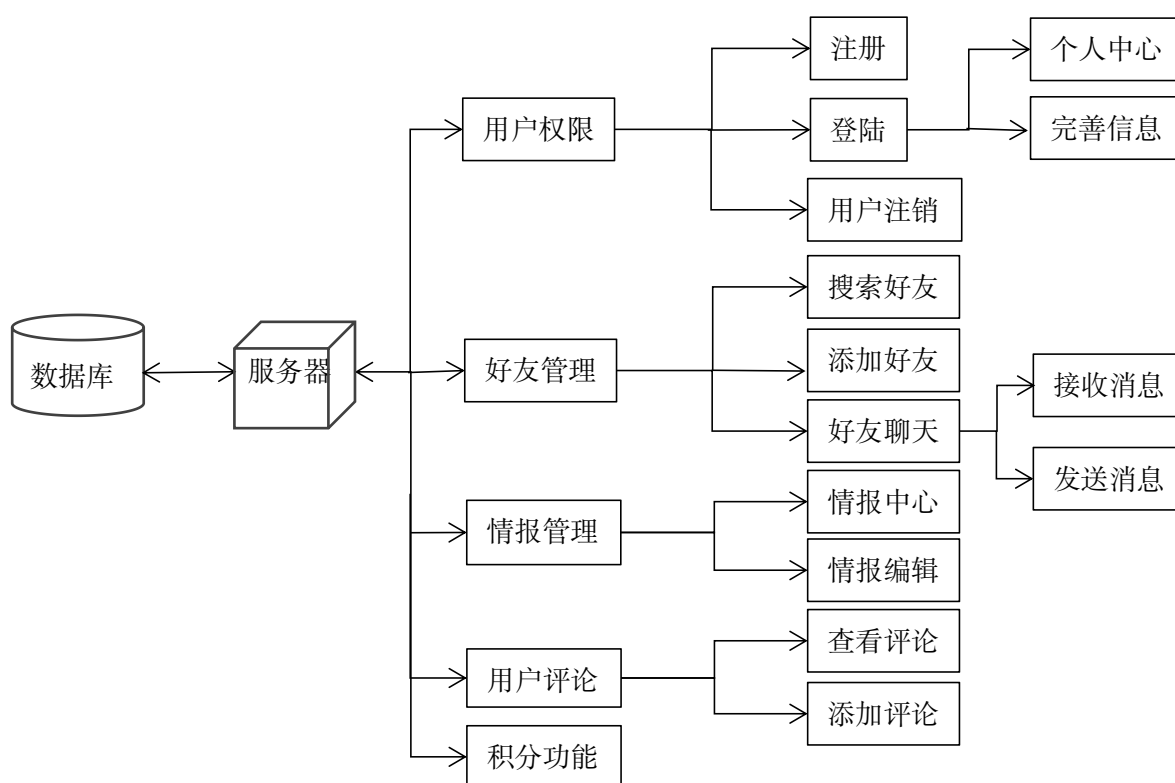 注册
个人中心
用户权限
登陆
完善信息
用户注销
搜索好友
数据库
服务器
好友管理
添加好友
接收消息
好友聊天
发送消息
情报中心
情报管理
情报编辑
查看评论
用户评论
添加评论
积分功能